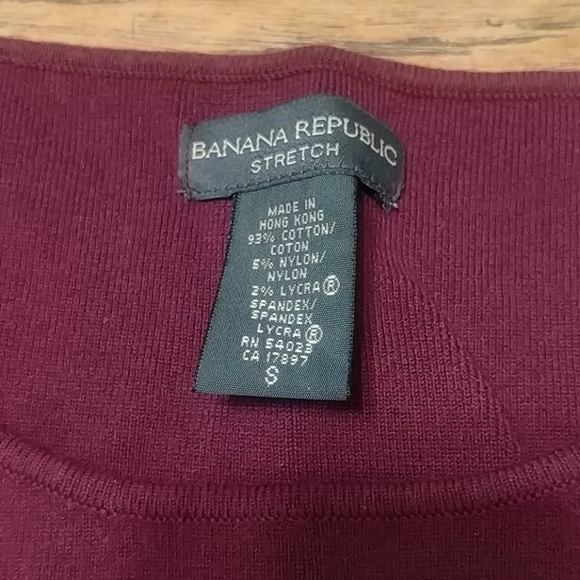 BANANA REPUBLIC
STRETCH
MADE IN
HONG KONG
93% COTTON/
COTON
5% NYLON/
NYLON
2% LYCRA®
SPANDEX/
SPANDEX
LYCRA®
RN 54023
CA 17897
S